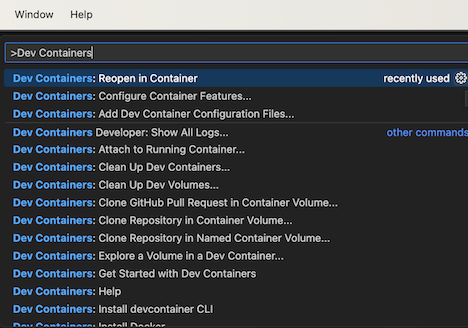 Window Help
>Dev Containers
Dev Containers: Reopen in Container recently used
Dev Containers: Configure Container Features...
Dev Containers: Add Dev Container Configuration Files...
Dev Containers Developer: Show All Logs... other commands
Dev Containers: Attach to Running Container...
Dev Containers: Clean Up Dev Containers...
Dev Containers: Clean Up Dev Volumes...
Dev Containers: Clone GitHub Pull Request in Container Volume...
Dev Containers: Clone Repository in Container Volume...
Dev Containers: Clone Repository in Named Container Volume...
Dev Containers: Explore a Volume in a Dev Container...
Dev Containers: Get Started with Dev Containers
Dev Containers: Help
Dev Containers: Install devcontainer CLI
Dev Containers: Install Docker